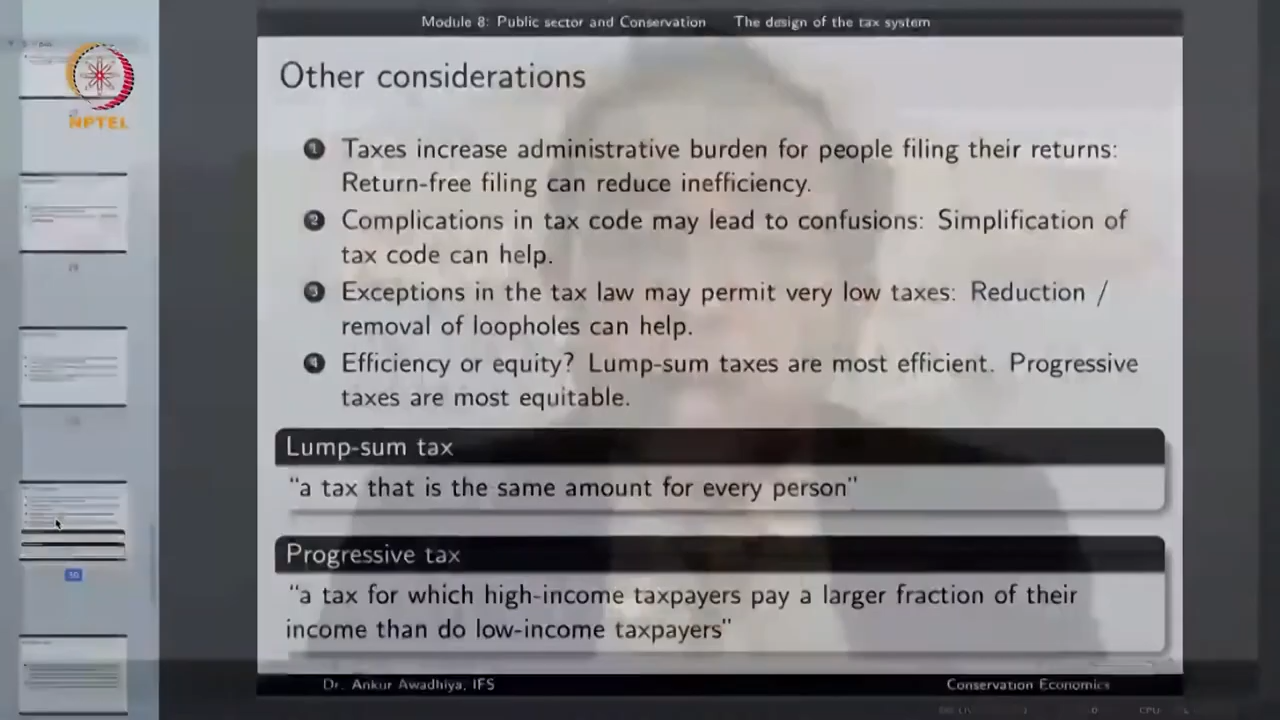 Module 8: Public sector and Conservation The design of the tax system
NPTEL
Other considerations
1 Taxes increase administrative burden for people filing their returns:
Return-free filing can reduce inefficiency.
2 Complications in tax code may lead to confusions: Simplification of
tax code can help.
3 Exceptions in the tax law may permit very low taxes: Reduction /
removal of loopholes can help.
4 Efficiency or equity? Lump-sum taxes are most efficient. Progressive
taxes are most equitable.
Lump-sum tax
"a tax that is the same amount for every person"
Progressive tax
"a tax for which high-income taxpayers pay a larger fraction of their
income than do low-income taxpayers"
Dr. Ankur Awadhiya, IFS Conservation Economics